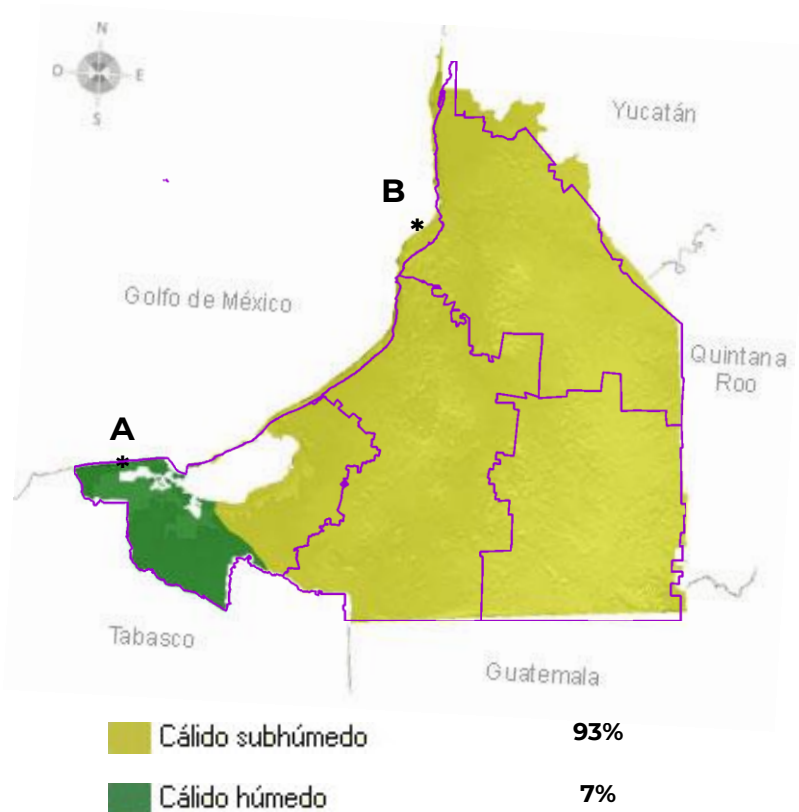 N
O
E
S
Yucatán
B
*
Golfo de México
Quintana
Roo
A
*
Tabasco
Guatemala
Cálido subhúmedo 93%
Cálido húmedo 7%